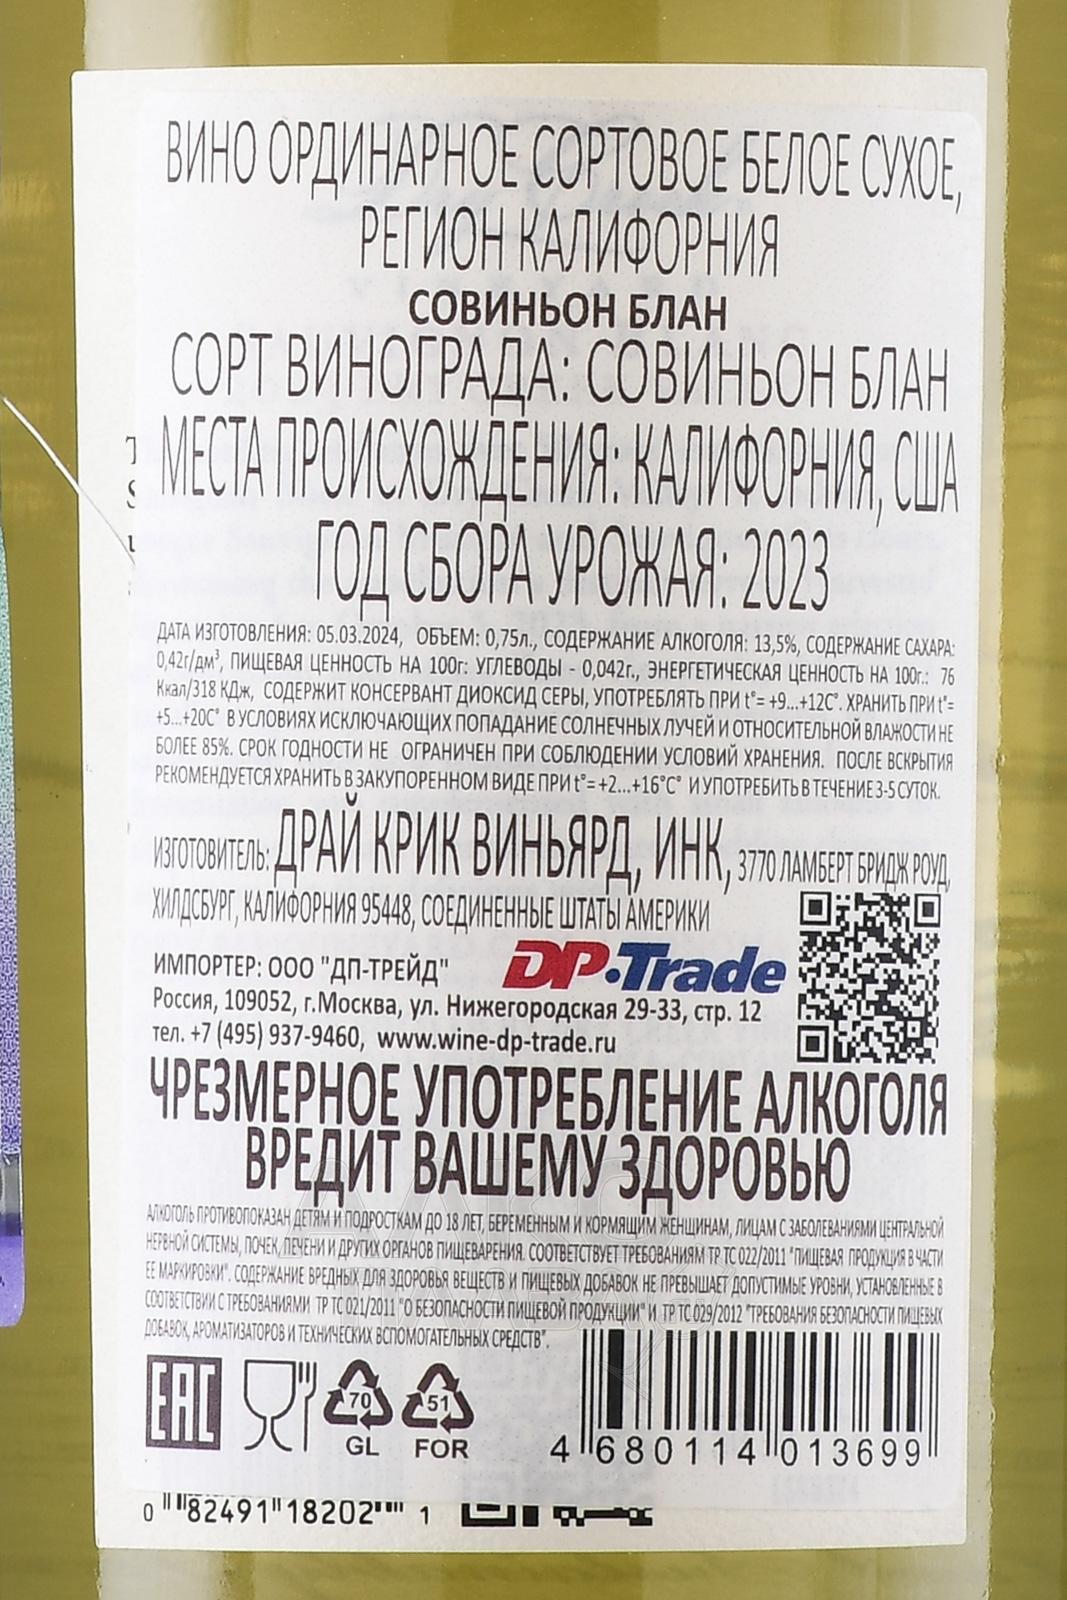 ВИНО ОРДИНАРНОЕ СОРТОВОЕ БЕЛОЕ СУХОЕ,
РЕГИОН КАЛИФОРНИЯ
СОВИНЬОН БЛАН
СОРТ ВИНОГРАДА: СОВИНЬОН БЛАН
МЕСТА ПРОИСХОЖДЕНИЯ: КАЛИФОРНИЯ, США
ГОД СБОРА УРОЖАЯ: 2023
ДАТА ИЗГОТОВЛЕНИЯ: 05.03.2024, ОБЪЕМ: 0,75л., СОДЕРЖАНИЕ АЛКОГОЛЯ: 13,5%, СОДЕРЖАНИЕ САХАРА:
0,42г/дм³, ПИЩЕВАЯ ЦЕННОСТЬ НА 100г: УГЛЕВОДЫ - 0,042г., ЭНЕРГЕТИЧЕСКАЯ ЦЕННОСТЬ НА 100г.: 76
Ккал/318 КДж, СОДЕРЖИТ КОНСЕРВАНТ ДИОКСИД СЕРЫ, УПОТРЕБЛЯТЬ ПРИ t°= +9...+12С°. ХРАНИТЬ ПРИ t°=
+5...+20С° В УСЛОВИЯХ ИСКЛЮЧАЮЩИХ ПОПАДАНИЕ СОЛНЕЧНЫХ ЛУЧЕЙ И ОТНОСИТЕЛЬНОЙ ВЛАЖОСТИ НЕ
БОЛЕЕ 85%. СРОК ГОДНОСТИ НЕ ОГРАНИЧЕН ПРИ СОБЛЮДЕНИИ УСЛОВИЙ ХРАНЕНИЯ. ПОСЛЕ ВСКРЫТИЯ
РЕКОМЕНДУЕТСЯ ХРАНИТЬ В ЗАКУПОРЕННОМ ВИДЕ ПРИ t°= +2...+16°С° И УПОТРЕБИТЬ В ТЕЧЕНИЕ 3-5 СУТОК.
ИЗГОТОВИТЕЛЬ: ДРАЙ КРИК ВИНЬЯРД, ИНК, 3770 ЛАМБЕРТ БРИДЖ РОУД,
ХИЛДСБУРГ, КАЛИФОРНИЯ 95448, СОЕДИНЕННЫЕ ШТАТЫ АМЕРИКИ
ИМПОРТЕР: ООО "ДП-ТРЕЙД" DP·Trade
Россия, 109052, г.Москва, ул. Нижегородская 29-33, стр. 12
тел. +7 (495) 937-9460, www.wine-dp-trade.ru
ЧРЕЗМЕРНОЕ УПОТРЕБЛЕНИЕ АЛКОГОЛЯ
ВРЕДИТ ВАШЕМУ ЗДОРОВЬЮ
АЛКОГОЛЬ ПРОТИВОПОКАЗАН ДЕТЯМ И ПОДРОСТКАМ ДО 18 ЛЕТ, БЕРЕМЕННЫМ И КОРМЯЩИМ ЖЕНЩИНАМ, ЛИЦАМ С ЗАБОЛЕВАНИЯМИ ЦЕНТРАЛЬНОЙ
НЕРВНОЙ СИСТЕМЫ, ПОЧЕК, ПЕЧЕНИ И ДРУГИХ ОРГАНОВ ПИЩЕВАРЕНИЯ. СООТВЕТСТВУЕТ ТРЕБОВАНИЯМ ТР ТС 022/2011 "ПИЩЕВАЯ ПРОДУКЦИЯ В ЧАСТИ
ЕЕ МАРКИРОВКИ". СОДЕРЖАНИЕ ВРЕДНЫХ ДЛЯ ЗДОРОВЬЯ ВЕЩЕСТВ И ПИЩЕВЫХ ДОБАВОК НЕ ПРЕВЫШАЕТ ДОПУСТИМЫЕ УРОВНИ, УСТАНОВЛЕННЫЕ В
СООТВЕТСТВИИ С ТРЕБОВАНИЯМИ ТР ТС 021/2011 "О БЕЗОПАСНОСТИ ПИЩЕВОЙ ПРОДУКЦИИ" И ТР ТС 029/2012 "ТРЕБОВАНИЯ БЕЗОПАСНОСТИ ПИЩЕВЫХ
ДОБАВОК, АРОМАТИЗАТОРОВ И ТЕХНИЧЕСКИХ ВСПОМОГАТЕЛЬНЫХ СРЕДСТВ".
EAC 70 51
GL FOR
4 680114 013699
0 82491 18202 1